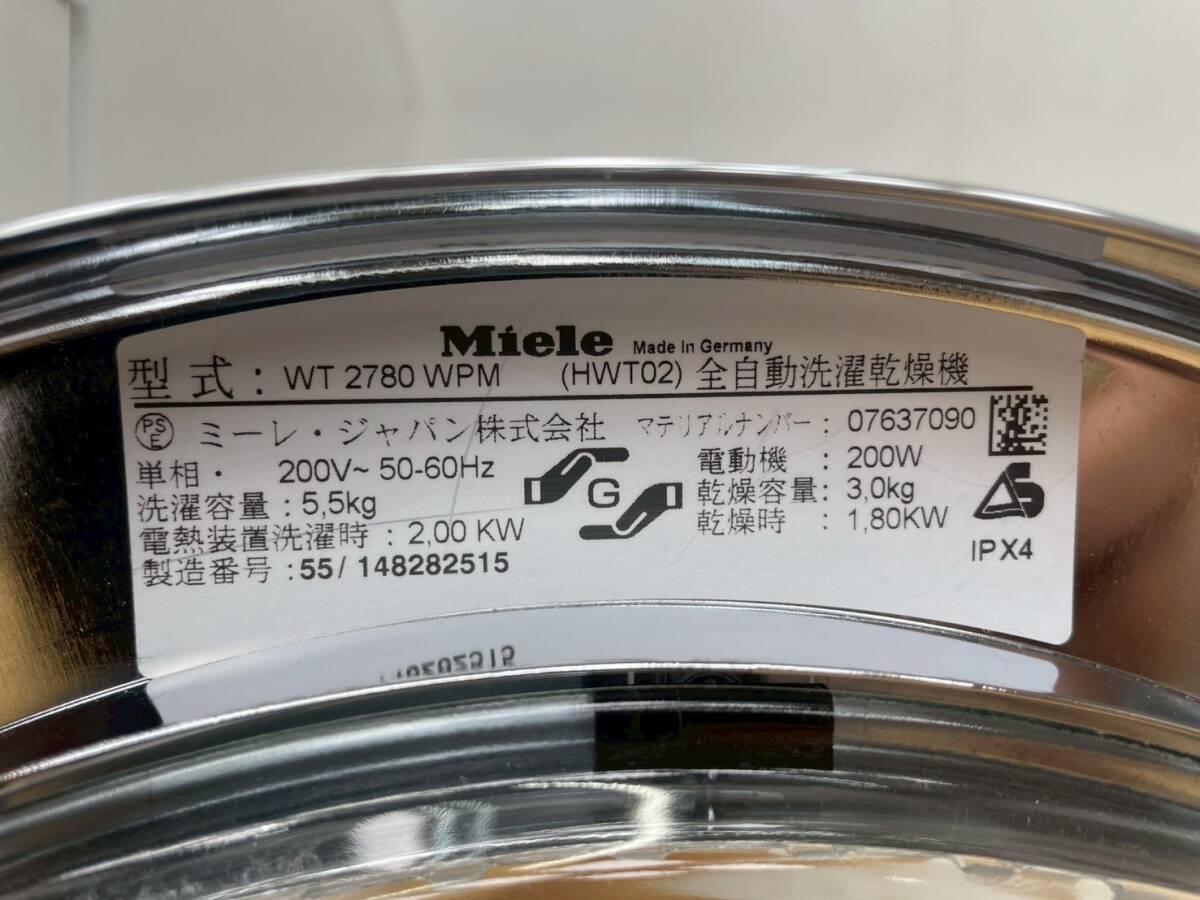 Miele Made In Germany
型式: WT 2780 WPM (HWT02) 全自動洗濯乾燥機
PSE ミーレ・ジャパン株式会社 マテリアルナンバー: 07637090
単相・ 200V~ 50-60Hz 電動機 : 200W
洗濯容量: 5,5kg G 乾燥容量: 3,0kg
電熱装置洗濯時: 2,00 KW 乾燥時 : 1,80KW
製造番号: 55/ 148282515 IPX4